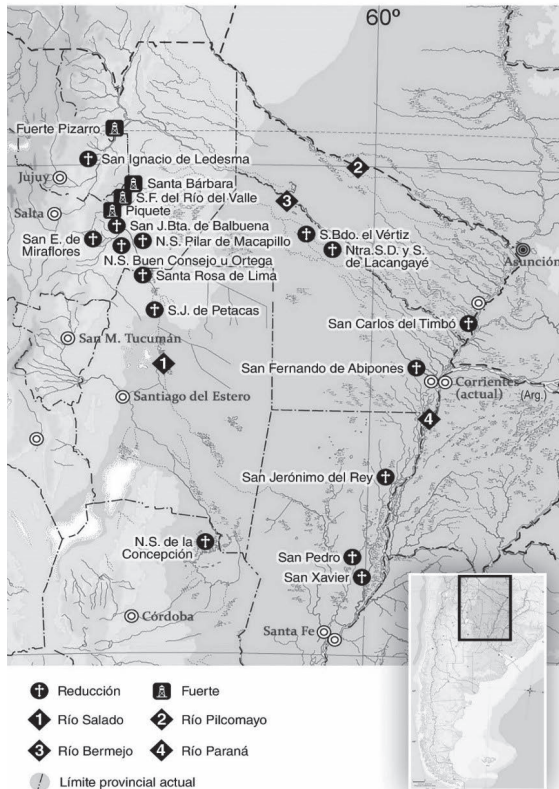 60º
Fuerte Pizarro
San Ignacio de Ledesma
Jujuy
Santa Bárbara
S.F. del Río del Valle
Salta
Piquete
San J.Bta. de Balbuena
San E. de
Miraflores
N.S. Pilar de Macapillo
N.S. Buen Consejo u Ortega
Santa Rosa de Lima
S.J. de Petacas
2
3
S.Bdo. el Vértiz
Ntra.S.D. y S.
de Lacangayé
Asunción
San Carlos del Timbó
San M. Tucumán
1
San Fernando de Abipones
Santiago del Estero
Corrientes
(actual)
(Arg.)
4
San Jerónimo del Rey
N.S. de la
Concepción
San Pedro
San Xavier
Córdoba
Santa Fe
Reducción
Fuerte
1 Río Salado
2 Río Pilcomayo
3 Río Bermejo
4 Río Paraná
Límite provincial actual